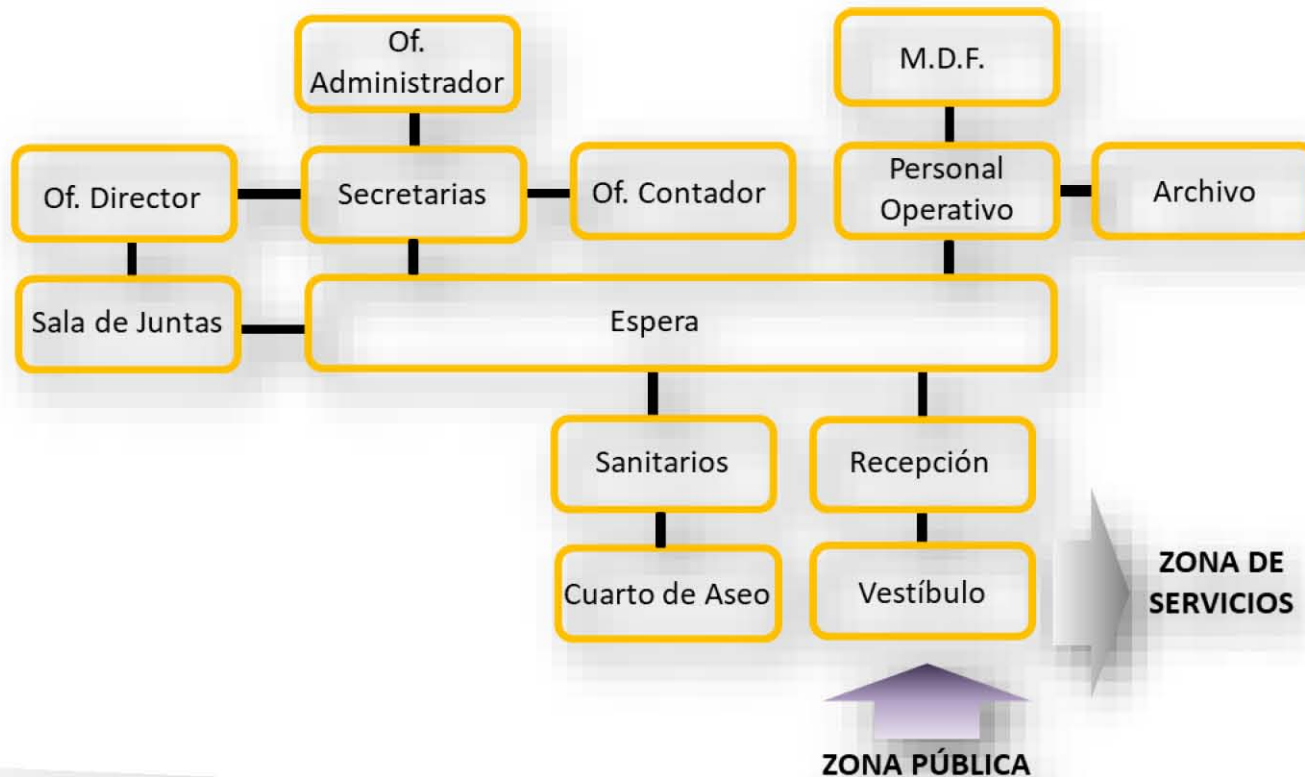 Of.
Administrador
M.D.F.
Of. Director
Secretarias
Of. Contador
Personal
Operativo
Archivo
Sala de Juntas
Espera
Sanitarios
Recepción
Cuarto de Aseo
Vestíbulo
ZONA DE
SERVICIOS
ZONA PÚBLICA